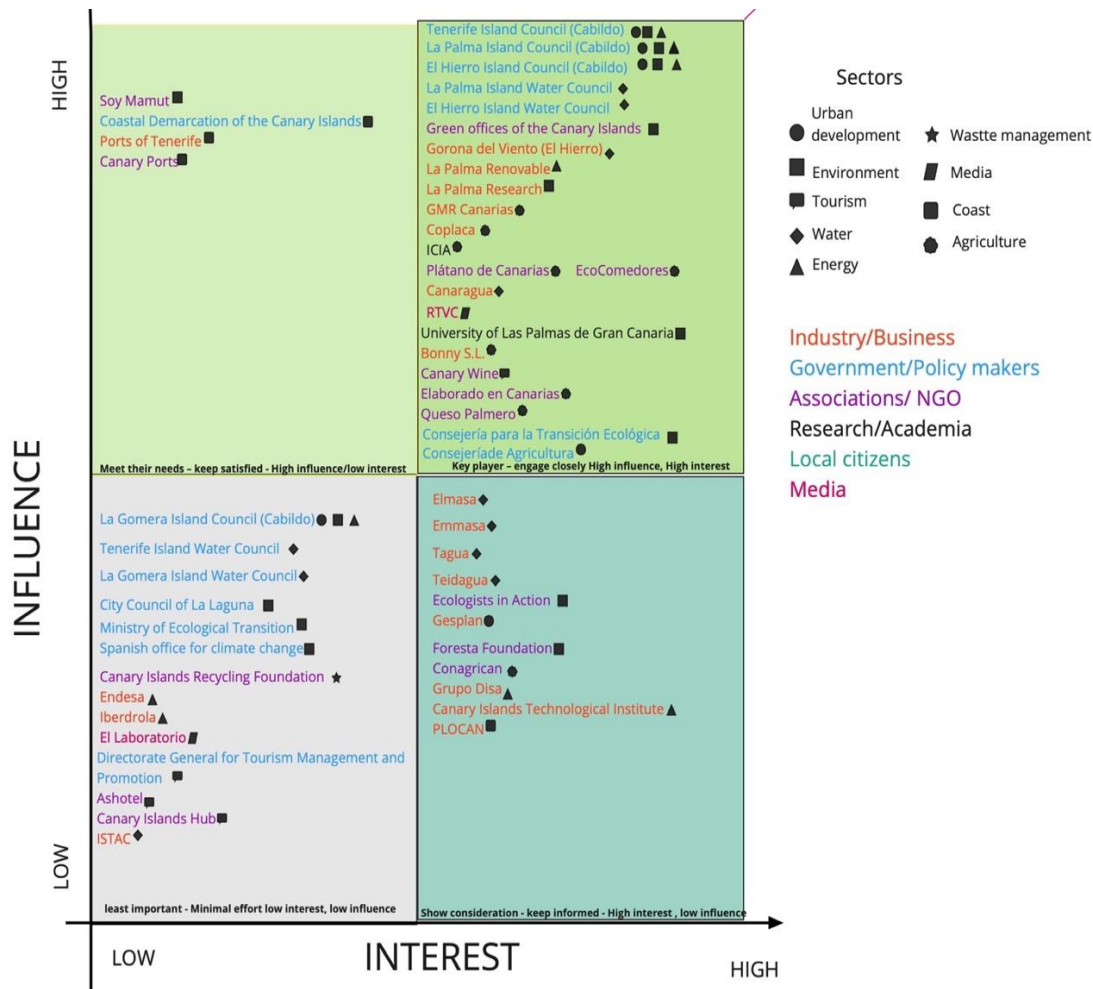 HIGH
INFLUENCE
LOW
Soy Mamut
Coastal Demarcation of the Canary Islands
Ports of Tenerife
Canary Ports
Meet their needs – keep satisfied - High influence/low interest
Tenerife Island Council (Cabildo)
La Palma Island Council (Cabildo)
El Hierro Island Council (Cabildo)
La Palma Island Water Council
El Hierro Island Water Council
Green offices of the Canary Islands
Gorona del Viento (El Hierro)
La Palma Renovable
La Palma Research
GMR Canarias
Coplaca
ICIA
Plátano de Canarias EcoComedores
Canaragua
RTVC
University of Las Palmas de Gran Canaria
Bonny S.L.
Canary Wine
Elaborado en Canarias
Queso Palmero
Consejería para la Transición Ecológica
Consejeríade Agricultura
Key player – engage closely High influence, High interest
La Gomera Island Council (Cabildo)
Tenerife Island Water Council
La Gomera Island Water Council
City Council of La Laguna
Ministry of Ecological Transition
Spanish office for climate change
Canary Islands Recycling Foundation
Endesa
Iberdrola
El Laboratorio
Directorate General for Tourism Management and
Promotion
Ashotel
Canary Islands Hub
ISTAC
least important - Minimal effort low interest, low influence
Elmasa
Emmasa
Tagua
Teidagua
Ecologists in Action
Gesplan
Foresta Foundation
Conagrican
Grupo Disa
Canary Islands Technological Institute
PLOCAN
Show consideration - keep informed - High interest , low influence
LOW
INTEREST
HIGH
Sectors
Urban
development
Environment
Tourism
Water
Energy
Wastte management
Media
Coast
Agriculture
Industry/Business
Government/Policy makers
Associations/ NGO
Research/Academia
Local citizens
Media